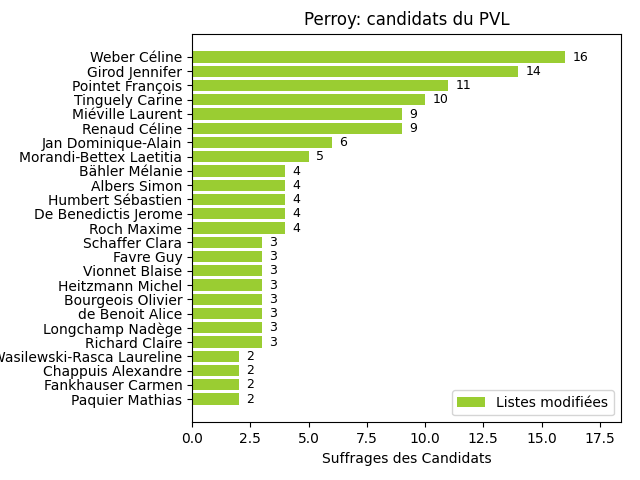 Perroy: candidats du PVL
Weber Céline 16
Girod Jennifer 14
Pointet François 11
Tinguely Carine 10
Miéville Laurent 9
Renaud Céline 9
Jan Dominique-Alain 6
Morandi-Bettex Laetitia 5
Bähler Mélanie 4
Albers Simon 4
Humbert Sébastien 4
De Benedictis Jerome 4
Roch Maxime 4
Schaffer Clara 3
Favre Guy 3
Vionnet Blaise 3
Heitzmann Michel 3
Bourgeois Olivier 3
de Benoit Alice 3
Longchamp Nadège 3
Richard Claire 3
Wasilewski-Rasca Laureline 2
Chappuis Alexandre 2
Fankhauser Carmen 2
Paquier Mathias 2
Listes modifiées
0.0 2.5 5.0 7.5 10.0 12.5 15.0 17.5
Suffrages des Candidats